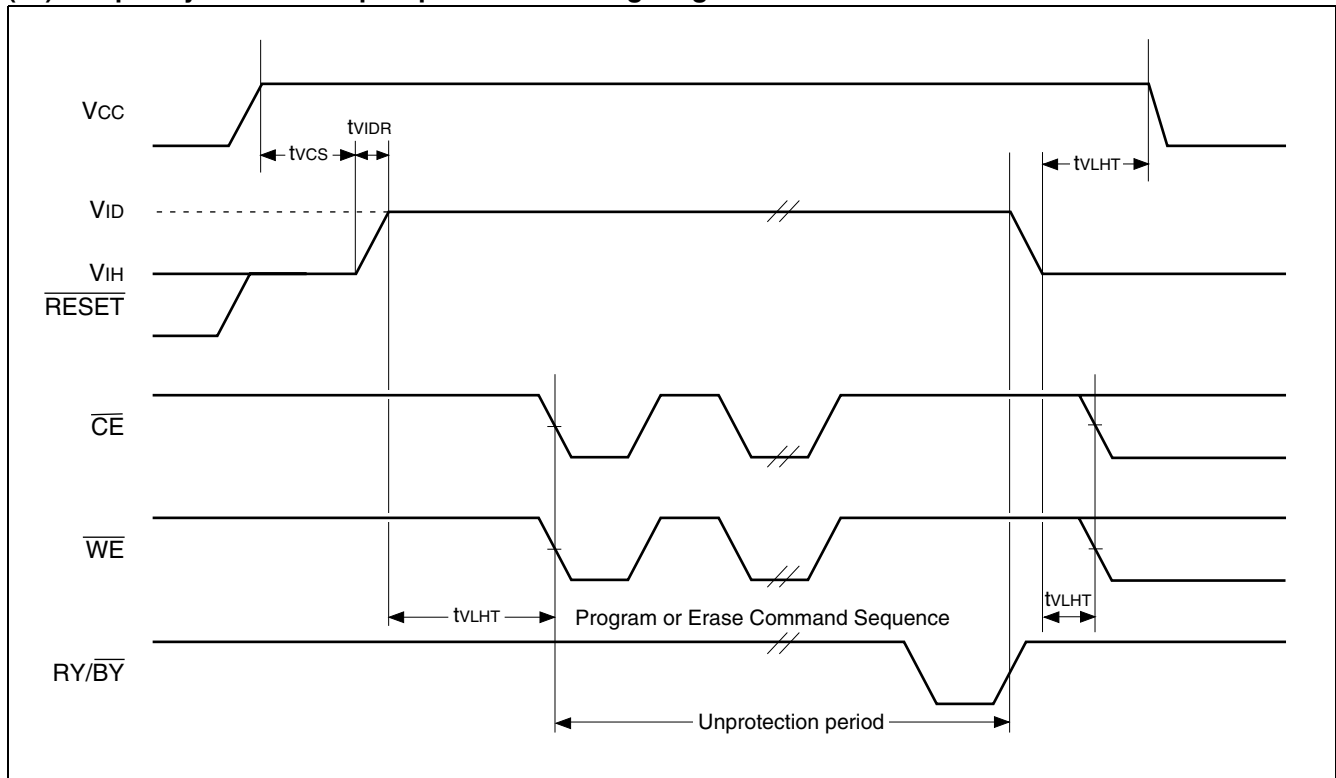 VCC
tVIDR
tVCS
tVLHT
VID
VIH
RESET
CE
WE
tVLHT
Program or Erase Command Sequence
tVLHT
RY/BY
Unprotection period